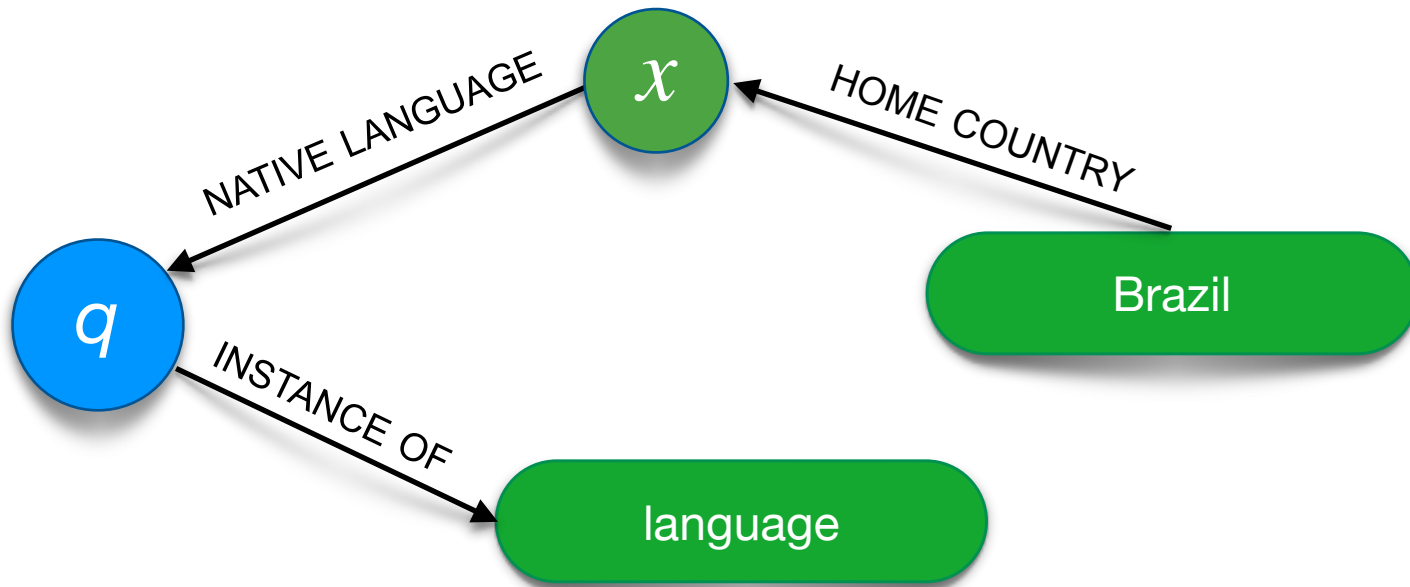 x
NATIVE LANGUAGE
HOME COUNTRY
Brazil
q
INSTANCE OF
language